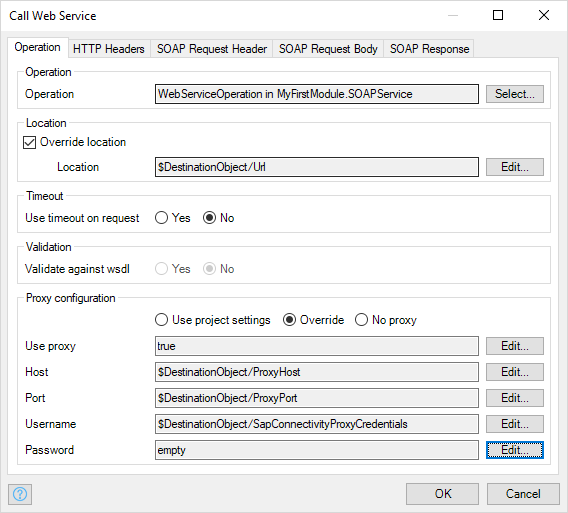 Call Web Service
Operation HTTP Headers SOAP Request Header SOAP Request Body SOAP Response
Operation
Operation WebServiceOperation in MyFirstModule.SOAPService Select...
Location
Override location
Location $DestinationObject/Url Edit...
Timeout
Use timeout on request Yes No
Validation
Validate against wsdl Yes No
Proxy configuration
Use project settings Override No proxy
Use proxy true Edit...
Host $DestinationObject/ProxyHost Edit...
Port $DestinationObject/ProxyPort Edit...
Username $DestinationObject/SapConnectivityProxyCredentials Edit...
Password empty Edit...
? OK Cancel